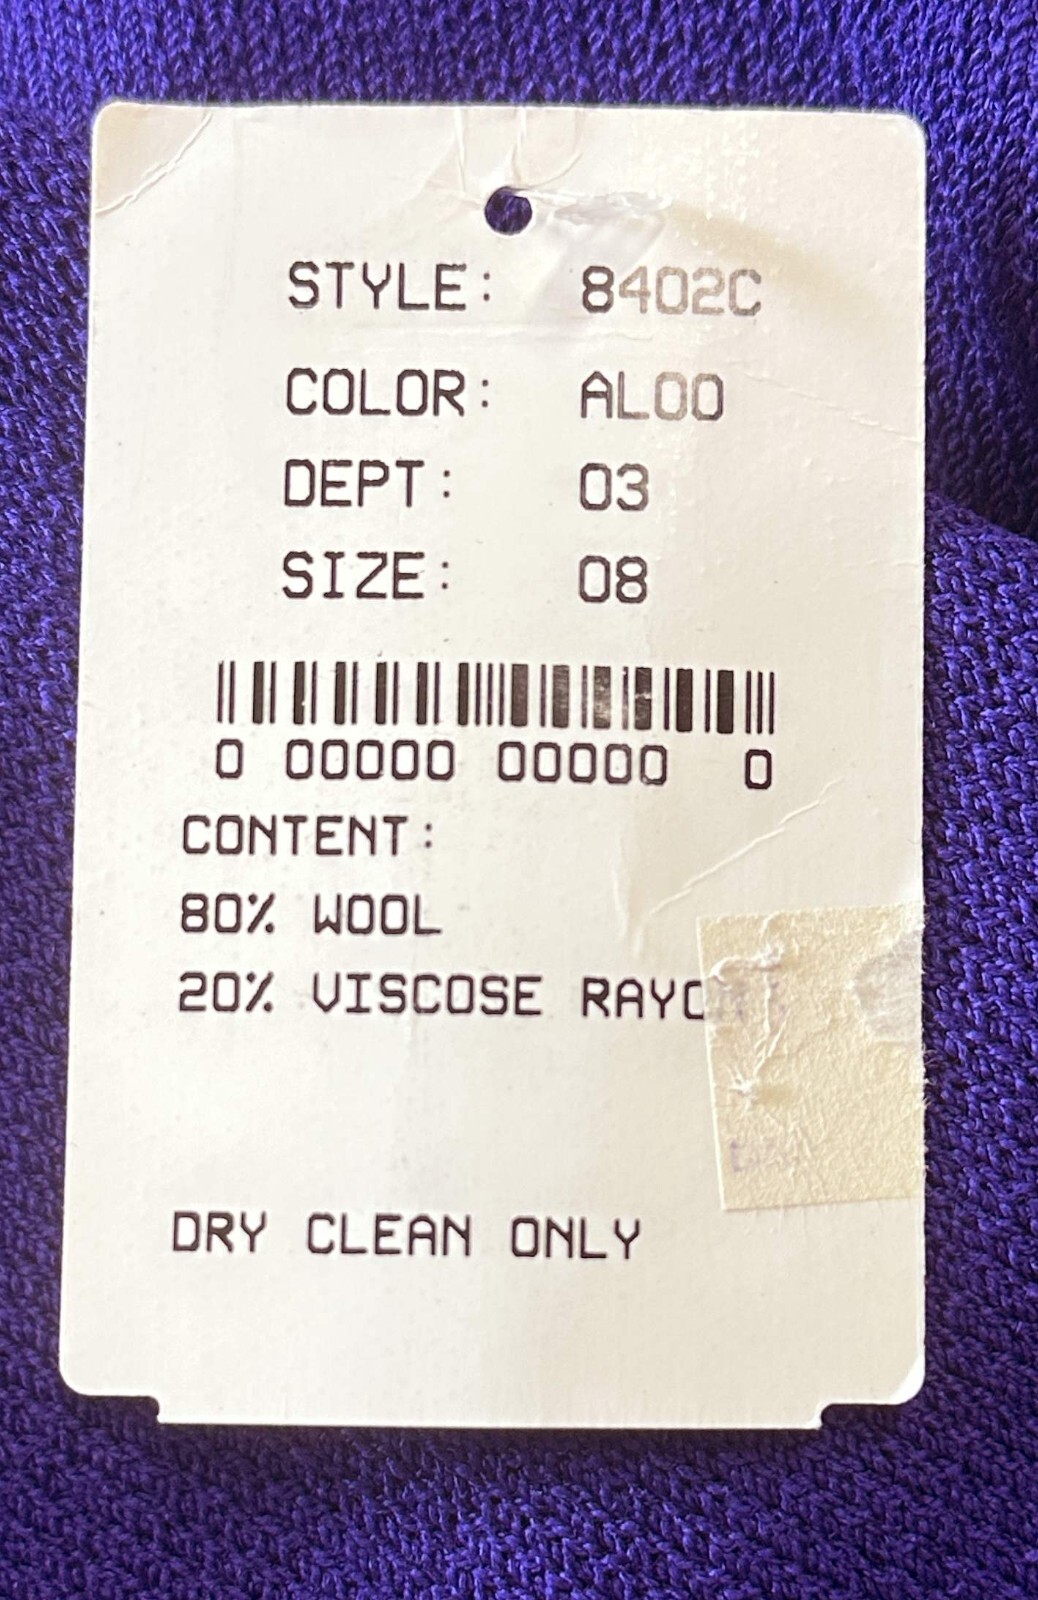 STYLE: 8402C
COLOR: AL00
DEPT: 03
SIZE: 08
0 00000 00000 0
CONTENT:
80% WOOL
20% VISCOSE RAYON
DRY CLEAN ONLY